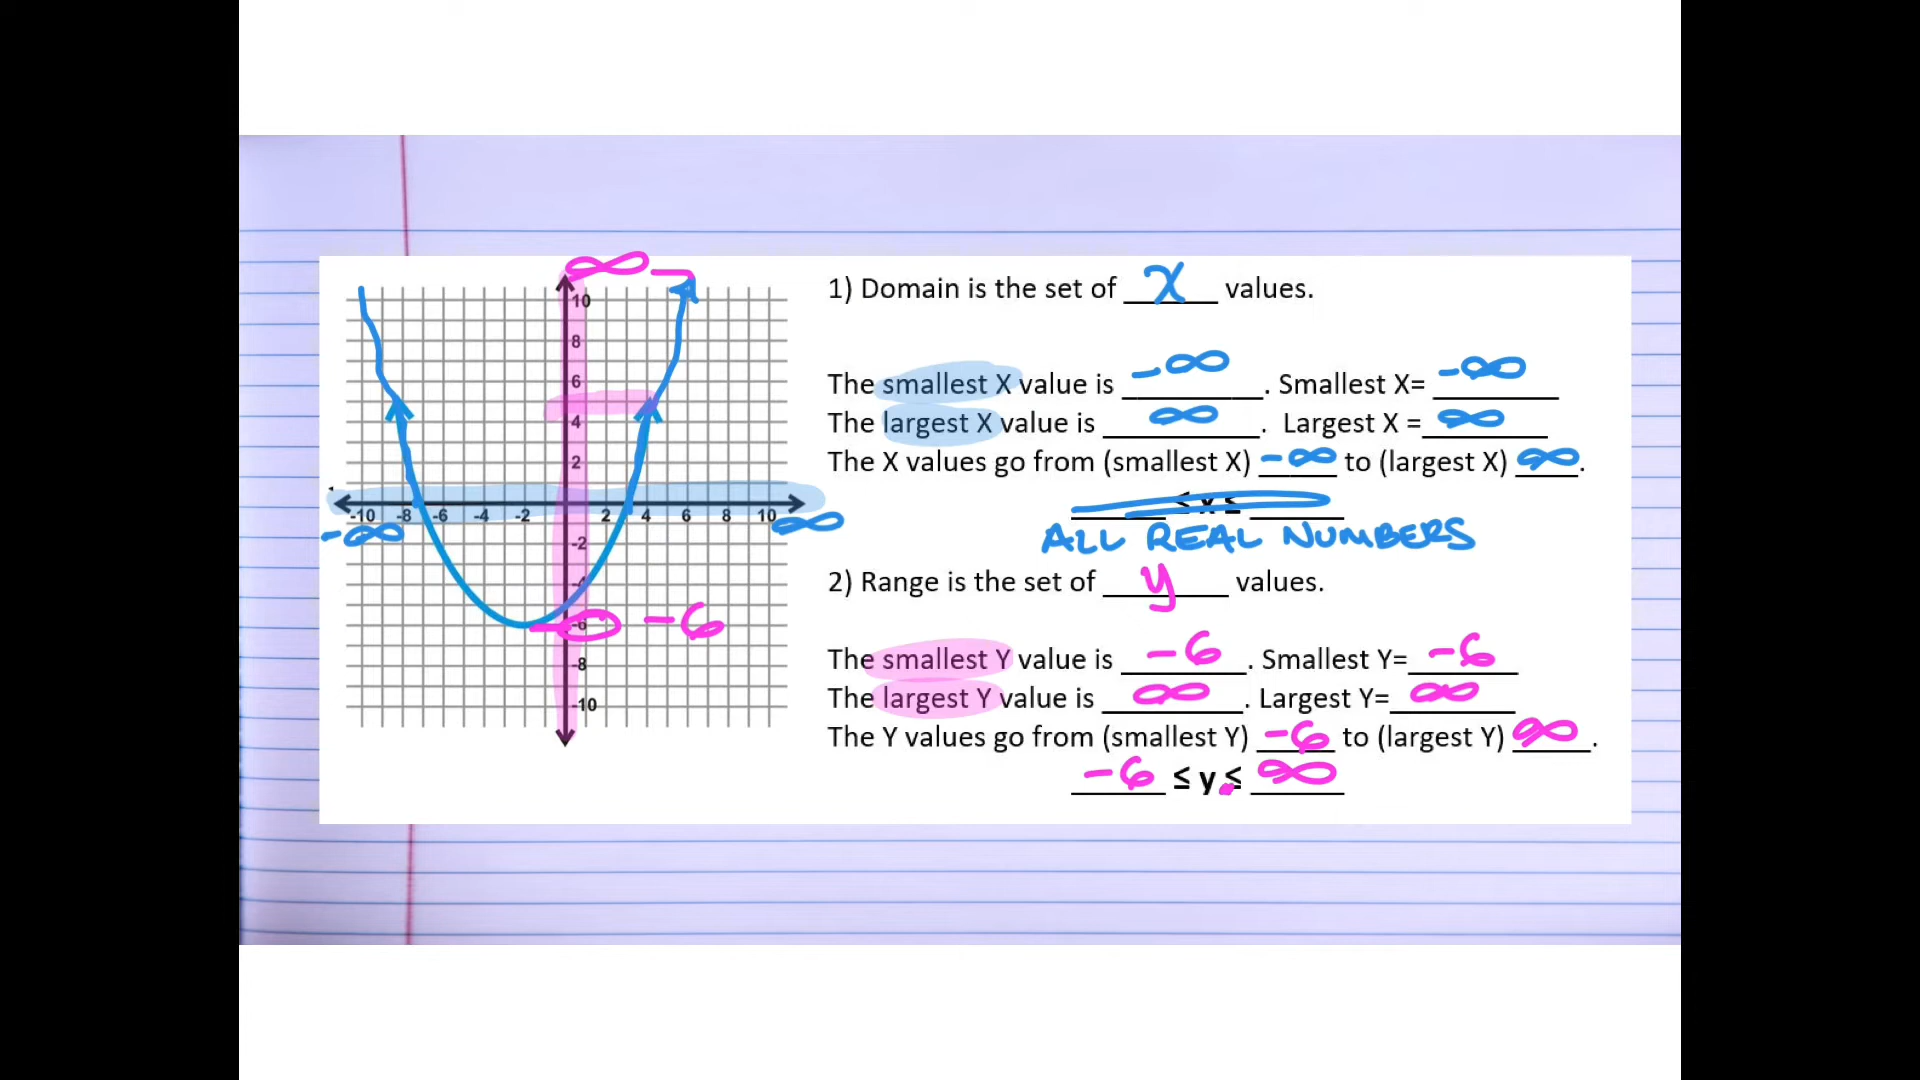 ∞
10
8
6
4
2
-10 -8 -6 -4 -2 2 4 6 8 10
-∞ ∞
-2
-4
-6 -6
-8
-10
1) Domain is the set of x values.
The smallest X value is -∞. Smallest X= -∞
The largest X value is ∞. Largest X = ∞
The X values go from (smallest X) -∞ to (largest X) ∞.
≤ x ≤
ALL REAL NUMBERS
2) Range is the set of y values.
The smallest Y value is -6. Smallest Y= -6
The largest Y value is ∞. Largest Y= ∞
The Y values go from (smallest Y) -6 to (largest Y) ∞.
-6 ≤ y ≤ ∞